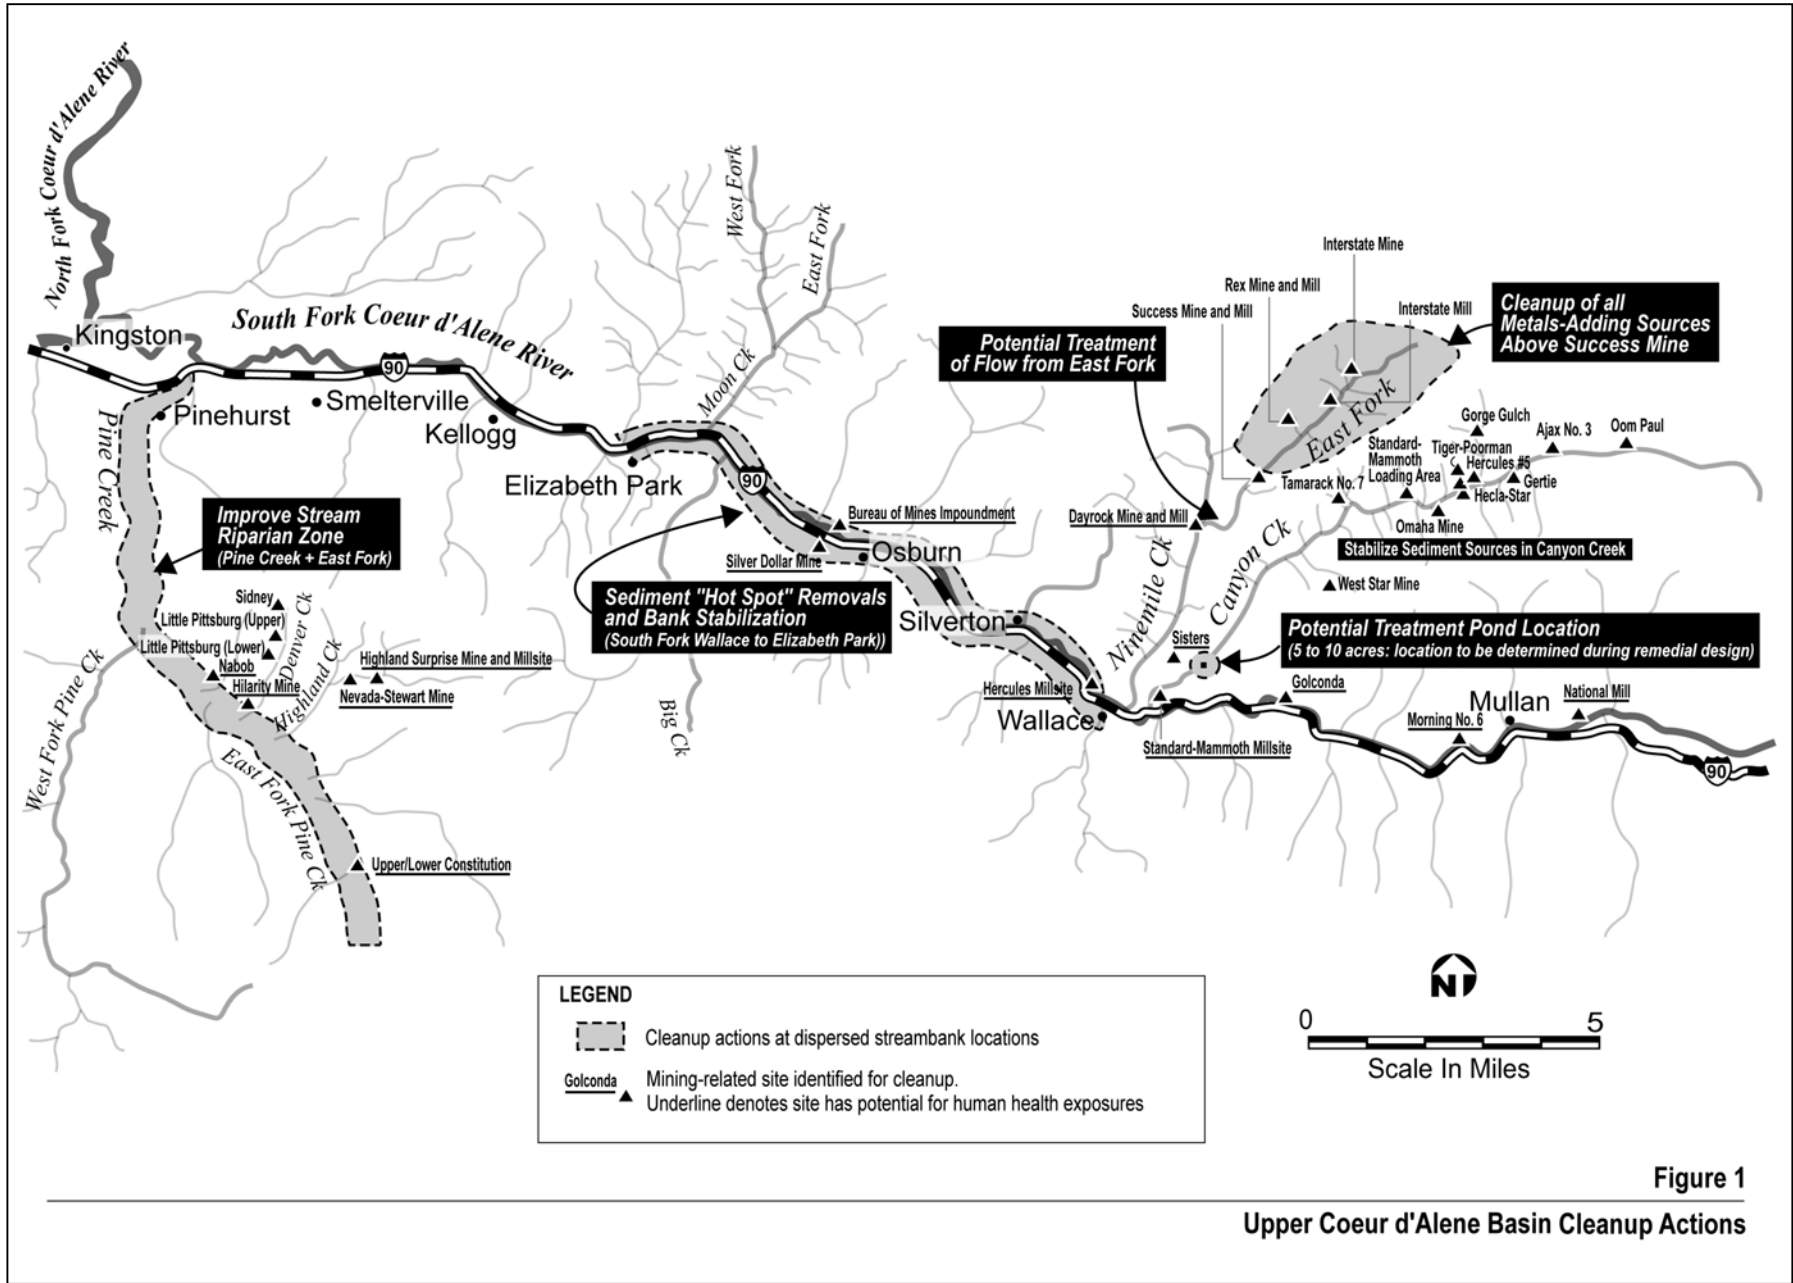 North Fork Coeur d'Alene River
Kingston
South Fork Coeur d'Alene River
90
Pinehurst
Smelterville
Kellogg
Elizabeth Park
Pine Creek
Improve Stream
Riparian Zone
(Pine Creek + East Fork)
Sidney
Little Pittsburg (Upper)
Little Pittsburg (Lower)
Nabob
Hilarity Mine
Denver Ck
Highland Ck
Highland Surprise Mine and Millsite
Nevada-Stewart Mine
West Fork Pine Ck
East Fork Pine Ck
Upper/Lower Constitution
West Fork
East Fork
Moon Ck
90
Bureau of Mines Impoundment
Silver Dollar Mine
Osburn
Sediment "Hot Spot" Removals
and Bank Stabilization
(South Fork Wallace to Elizabeth Park))
Big Ck
Silverton
Hercules Millsite
Wallace
Potential Treatment
of Flow from East Fork
Success Mine and Mill
Rex Mine and Mill
Interstate Mine
Interstate Mill
Cleanup of all
Metals-Adding Sources
Above Success Mine
East Fork
Dayrock Mine and Mill
Ninemile Ck
Canyon Ck
Tamarack No. 7
Standard-
Mammoth
Loading Area
Gorge Gulch
Tiger-Poorman
Hercules #5
Hecla-Star
Gertie
Ajax No. 3
Oom Paul
Omaha Mine
Stabilize Sediment Sources in Canyon Creek
West Star Mine
Sisters
Potential Treatment Pond Location
(5 to 10 acres: location to be determined during remedial design)
Standard-Mammoth Millsite
Golconda
Morning No. 6
Mullan
National Mill
90
LEGEND
Cleanup actions at dispersed streambank locations
Golconda
Mining-related site identified for cleanup.
Underline denotes site has potential for human health exposures
N
0 5
Scale In Miles
Figure 1
Upper Coeur d'Alene Basin Cleanup Actions